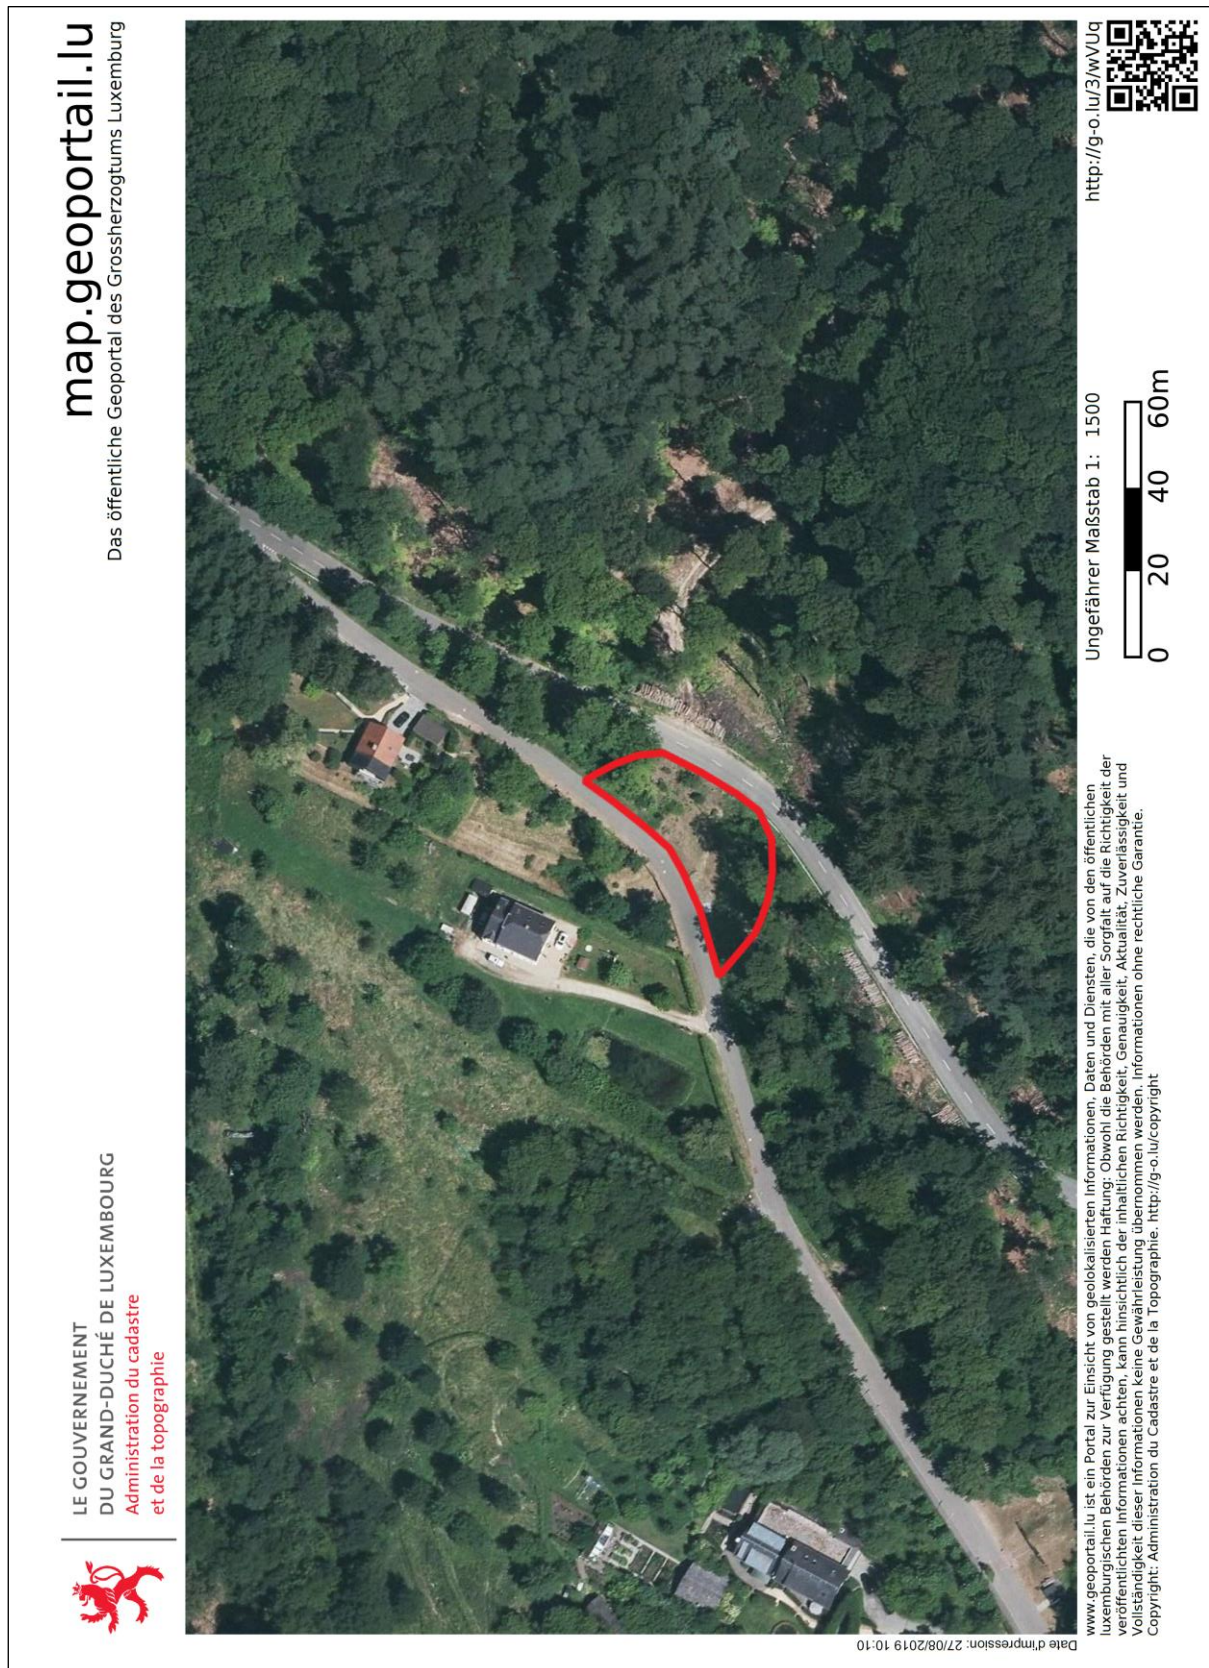 LE GOUVERNEMENT
DU GRAND-DUCHÉ DE LUXEMBOURG
Administration du cadastre
et de la topographie
map.geoportail.lu
Das öffentliche Geoportal des Grossherzogtums Luxemburg
Date d'impression: 27/08/2019 10:10
www.geoportail.lu ist ein Portal zur Einsicht von geolokalisierten Informationen, Daten und Diensten, die von den öffentlichen
luxemburgischen Behörden zur Verfügung gestellt werden Haftung: Obwohl die Behörden mit aller Sorgfalt auf die Richtigkeit der
veröffentlichten Informationen achten, kann hinsichtlich der inhaltlichen Richtigkeit, Genauigkeit, Aktualität, Zuverlässigkeit und
Vollständigkeit dieser Informationen keine Gewährleistung übernommen werden. Informationen ohne rechtliche Garantie.
Copyright: Administration du Cadastre et de la Topographie. http://g-o.lu/copyright
Ungefährer Maßstab 1: 1500
0 20 40 60m
http://g-o.lu/3/wVUq